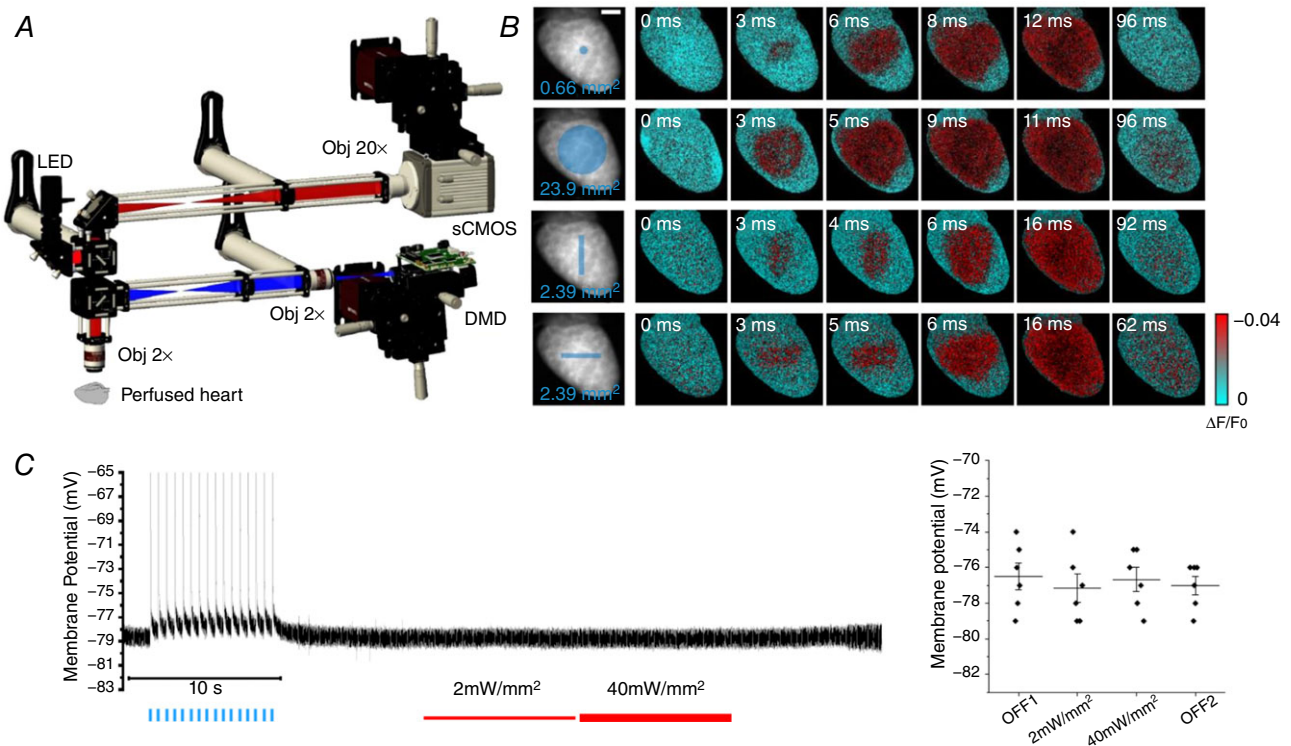 A
LED
Obj 20×
sCMOS
Obj 2×
DMD
Obj 2×
Perfused heart
B
0.66 mm²
0 ms
3 ms
6 ms
8 ms
12 ms
96 ms
23.9 mm²
0 ms
3 ms
5 ms
9 ms
11 ms
96 ms
2.39 mm²
0 ms
3 ms
4 ms
6 ms
16 ms
92 ms
2.39 mm²
0 ms
3 ms
5 ms
6 ms
16 ms
62 ms
−0.04
0
ΔF/F0
C
Membrane Potential (mV)
−65
−67
−69
−71
−73
−75
−77
−79
−81
−83
10 s
2mW/mm²
40mW/mm²
Membrane potential (mV)
−70
−72
−74
−76
−78
−80
−82
OFF1
2mW/mm²
40mW/mm²
OFF2